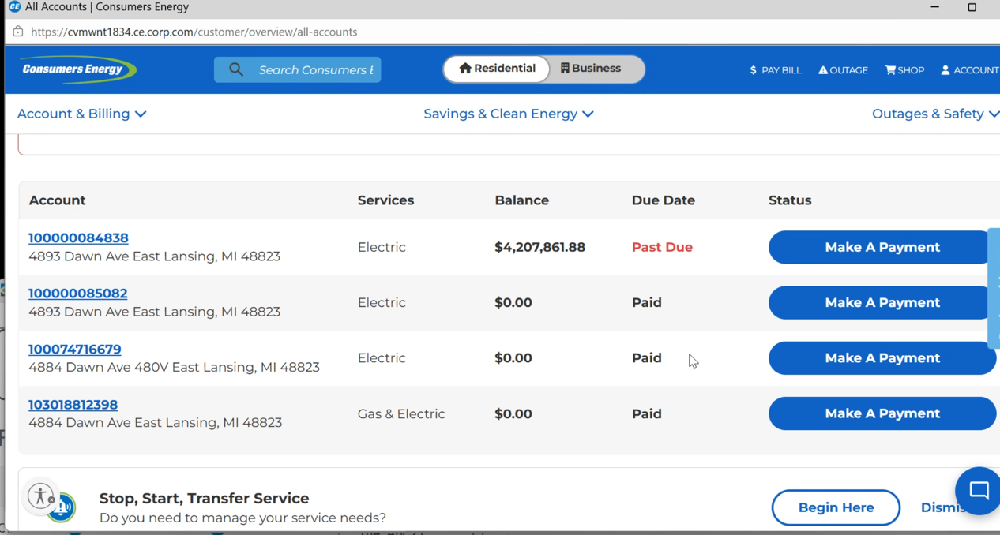 All Accounts | Consumers Energy
https://cvmwnt1834.ce.corp.com/customer/overview/all-accounts
Consumers Energy
Search Consumers E
Residential
Business
$ PAY BILL
OUTAGE
SHOP
ACCOUNT
Account & Billing
Savings & Clean Energy
Outages & Safety
Account Services Balance Due Date Status
100000084838
4893 Dawn Ave East Lansing, MI 48823
Electric $4,207,861.88 Past Due Make A Payment
100000085082
4893 Dawn Ave East Lansing, MI 48823
Electric $0.00 Paid Make A Payment
100074716679
4884 Dawn Ave 480V East Lansing, MI 48823
Electric $0.00 Paid Make A Payment
103018812398
4884 Dawn Ave East Lansing, MI 48823
Gas & Electric $0.00 Paid Make A Payment
Stop, Start, Transfer Service
Do you need to manage your service needs?
Begin Here
Dismis